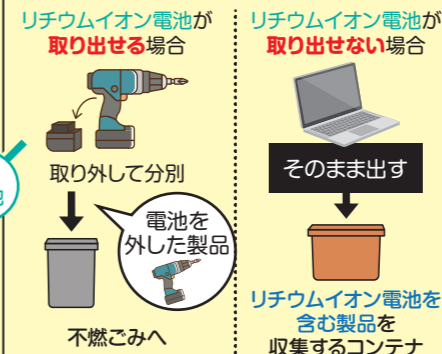 リチウムイオン電池が
取り出せる場合
取り外して分別
電池を
外した製品
不燃ごみへ
リチウムイオン電池が
取り出せない場合
そのまま出す
リチウムイオン電池を
含む製品を
収集するコンテナ